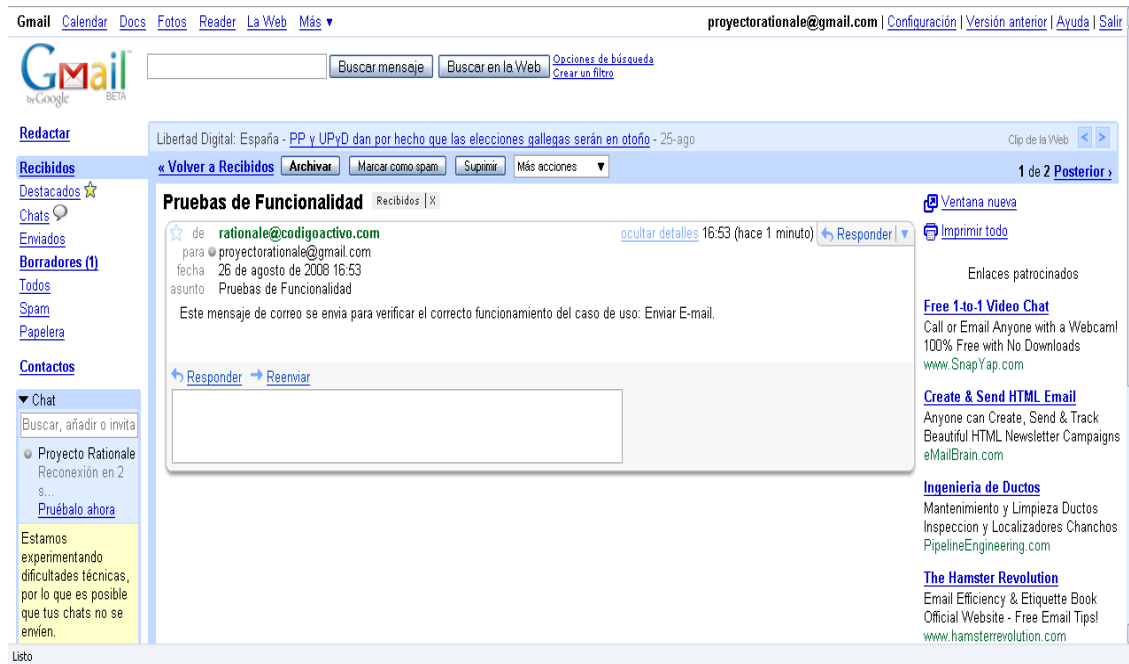 Gmail Calendar Docs Fotos Reader La Web Más ▼ proyectorationale@gmail.com | Configuración | Versión anterior | Ayuda | Salir
Gmail
by Google BETA
Buscar mensaje Buscar en la Web Opciones de búsqueda
Crear un filtro
Redactar
Recibidos
Destacados
Chats
Enviados
Borradores (1)
Todos
Spam
Papelera
Contactos
▼ Chat
Buscar, añadir o invita
Proyecto Rationale
Reconexión en 2
s...
Pruébalo ahora
Estamos
experimentando
dificultades técnicas,
por lo que es posible
que tus chats no se
envíen.
Libertad Digital: España - PP y UPyD dan por hecho que las elecciones gallegas serán en otoño - 25-ago Clip de la Web < >
« Volver a Recibidos Archivar Marcar como spam Suprimir Más acciones ▼ 1 de 2 Posterior ›
Pruebas de Funcionalidad Recibidos | X
de rationale@codigoactivo.com ocultar detalles 16:53 (hace 1 minuto) Responder ▼
para proyectorationale@gmail.com
fecha 26 de agosto de 2008 16:53
asunto Pruebas de Funcionalidad
Este mensaje de correo se envia para verificar el correcto funcionamiento del caso de uso: Enviar E-mail.
Responder Reenviar
Ventana nueva
Imprimir todo
Enlaces patrocinados
Free 1-to-1 Video Chat
Call or Email Anyone with a Webcam!
100% Free with No Downloads
www.SnapYap.com
Create & Send HTML Email
Anyone can Create, Send & Track
Beautiful HTML Newsletter Campaigns
eMailBrain.com
Ingenieria de Ductos
Mantenimiento y Limpieza Ductos
Inspeccion y Localizadores Chanchos
PipelineEngineering.com
The Hamster Revolution
Email Efficiency & Etiquette Book
Official Website - Free Email Tips!
www.hamsterrevolution.com
Listo